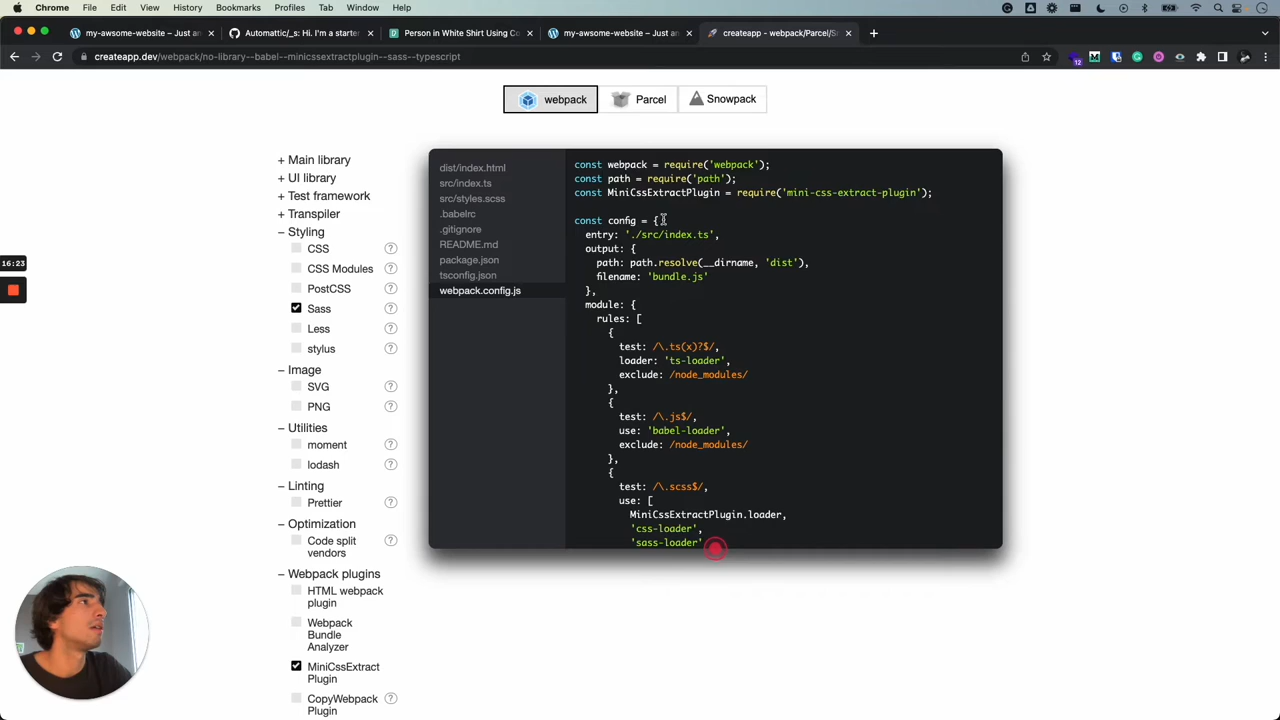 Chrome File Edit View History Bookmarks Profiles Tab Window Help
my-awsome-website – Just an
Automattic/_s: Hi. I'm a starter
Person in White Shirt Using Co
my-awsome-website – Just an
createapp - webpack/Parcel/Sn
createapp.dev/webpack/no-library--babel--minicssextractplugin--sass--typescript
12
webpack
Parcel
Snowpack
+ Main library
+ UI library
+ Test framework
+ Transpiler
– Styling
CSS ?
CSS Modules ?
PostCSS ?
Sass ?
Less ?
stylus ?
– Image
SVG ?
PNG ?
– Utilities
moment ?
lodash ?
– Linting
Prettier ?
– Optimization
Code split ?
vendors
– Webpack plugins
HTML webpack
plugin
Webpack
Bundle
Analyzer
MiniCssExtract
Plugin
CopyWebpack ?
Plugin
dist/index.html
src/index.ts
src/styles.scss
.babelrc
.gitignore
README.md
package.json
tsconfig.json
webpack.config.js
const webpack = require('webpack');
const path = require('path');
const MiniCssExtractPlugin = require('mini-css-extract-plugin');
const config = {
entry: './src/index.ts',
output: {
path: path.resolve(__dirname, 'dist'),
filename: 'bundle.js'
},
module: {
rules: [
{
test: /\.ts(x)?$/,
loader: 'ts-loader',
exclude: /node_modules/
},
{
test: /\.js$/,
use: 'babel-loader',
exclude: /node_modules/
},
{
test: /\.scss$/,
use: [
MiniCssExtractPlugin.loader,
'css-loader',
'sass-loader'
16:23